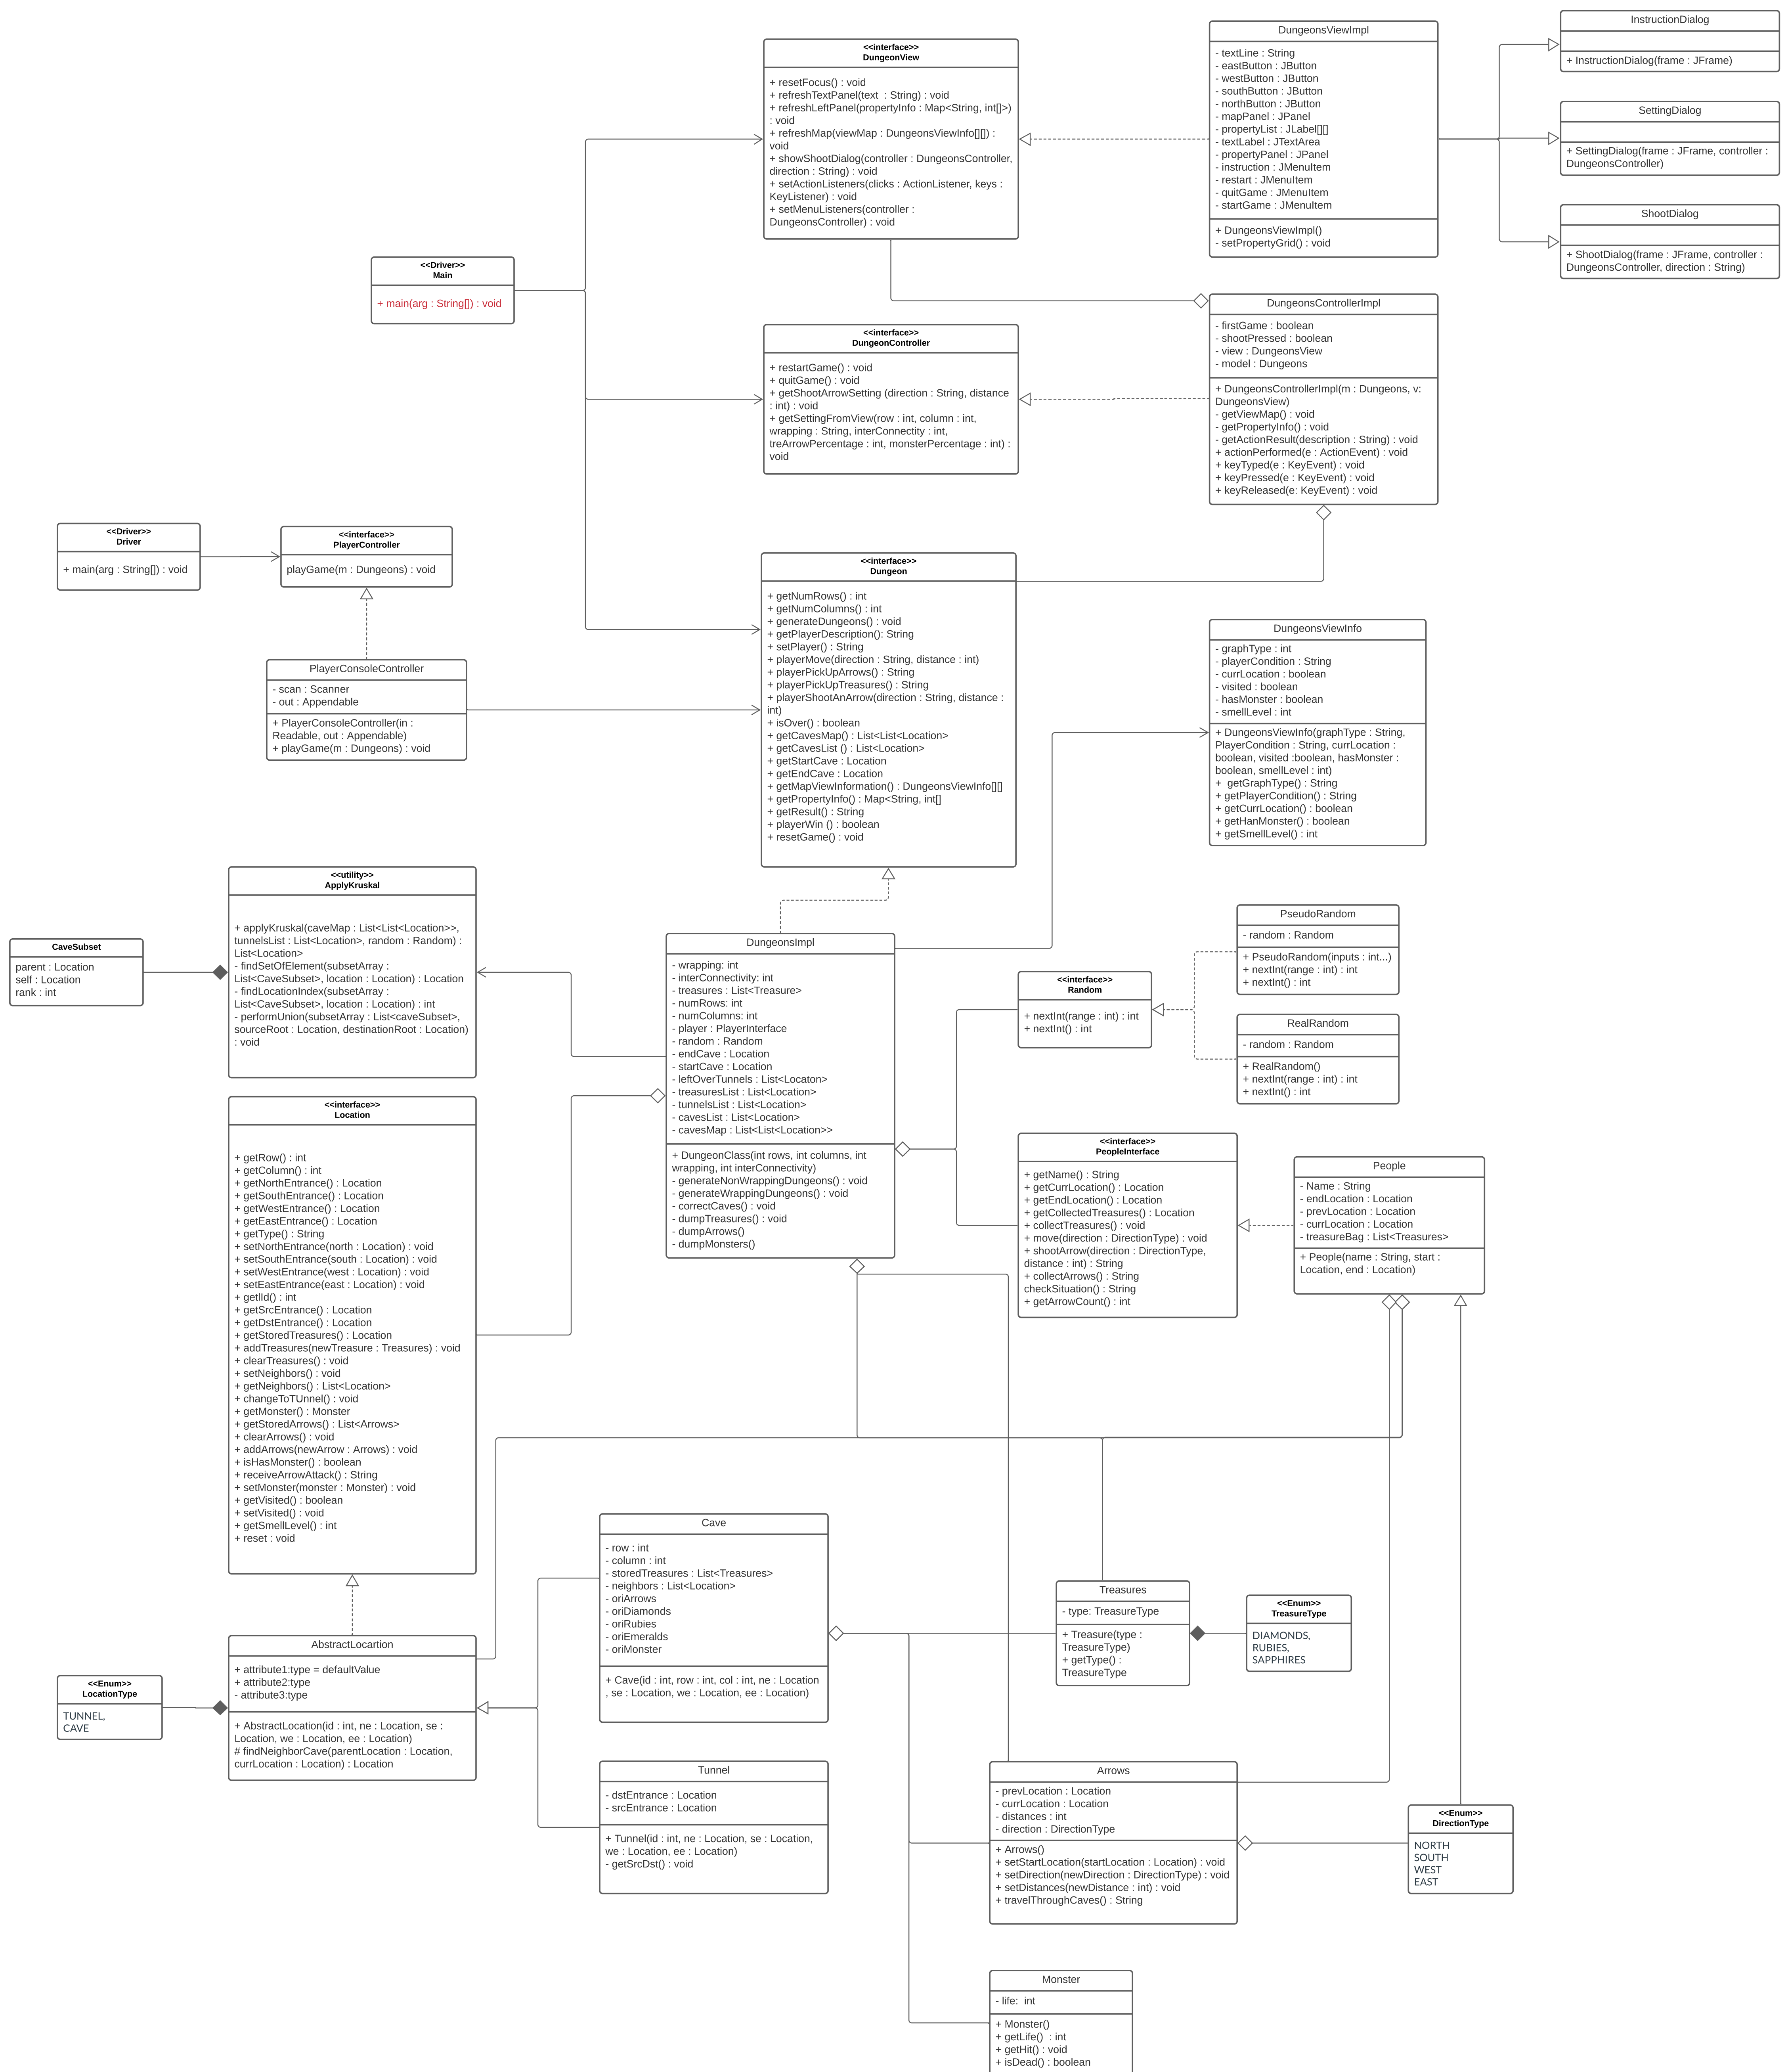 InstructionDialog
+ InstructionDialog(frame : JFrame)
DungeonsViewImpl
- textLine : String
- eastButton : JButton
- westButton : JButton
- southButton : JButton
- northButton : JButton
- mapPanel : JPanel
- propertyList : JLabel[][]
- textLabel : JTextArea
- propertyPanel : JPanel
- instruction : JMenuItem
- restart : JMenuItem
- quitGame : JMenuItem
- startGame : JMenuItem
+ DungeonsViewImpl()
- setPropertyGrid() : void
<<interface>>
DungeonView
+ resetFocus() : void
+ refreshTextPanel(text  : String) : void
+ refreshLeftPanel(propertyInfo : Map<String, int[]>)
: void
+ refreshMap(viewMap : DungeonsViewInfo[][]) :
void
+ showShootDialog(controller : DungeonsController,
direction : String) : void
+ setActionListeners(clicks : ActionListener, keys :
KeyListener) : void
+ setMenuListeners(controller :
DungeonsController) : void
SettingDialog
+ SettingDialog(frame : JFrame, controller :
DungeonsController)
ShootDialog
+ ShootDialog(frame : JFrame, controller :
DungeonsController, direction : String)
<<Driver>>
Main
+ main(arg : String[]) : void
DungeonsControllerImpl
- firstGame : boolean
- shootPressed : boolean
- view : DungeonsView
- model : Dungeons
+ DungeonsControllerImpl(m : Dungeons, v:
DungeonsView)
- getViewMap() : void
- getPropertyInfo() : void
- getActionResult(description : String) : void
+ actionPerformed(e : ActionEvent) : void
+ keyTyped(e : KeyEvent) : void
+ keyPressed(e : KeyEvent) : void
+ keyReleased(e: KeyEvent) : void
<<interface>>
DungeonController
+ restartGame() : void
+ quitGame() : void
+ getShootArrowSetting (direction : String, distance
: int) : void
+ getSettingFromView(row : int, column : int,
wrapping : String, interConnectity : int,
treArrowPercentage : int, monsterPercentage : int) :
void
<<Driver>>
Driver
+ main(arg : String[]) : void
<<interface>>
PlayerController
playGame(m : Dungeons) : void
<<interface>>
Dungeon
+ getNumRows() : int
+ getNumColumns() : int
+ generateDungeons() : void
+ getPlayerDescription(): String
+ setPlayer() : String
+ playerMove(direction : String, distance : int)
+ playerPickUpArrows() : String
+ playerPickUpTreasures() : String
+ playerShootAnArrow(direction : String, distance :
int)
+ isOver() : boolean
+ getCavesMap() : List<List<Location>
+ getCavesList () : List<Location>
+ getStartCave : Location
+ getEndCave : Location
+ getMapViewInformation() : DungeonsViewInfo[][]
+ getPropertyInfo() : Map<String, int[]
+ getResult() : String
+ playerWin () : boolean
+ resetGame() : void
PlayerConsoleController
- scan : Scanner
- out : Appendable
+ PlayerConsoleController(in :
Readable, out : Appendable)
+ playGame(m : Dungeons) : void
DungeonsViewInfo
- graphType : int
- playerCondition : String
- currLocation : boolean
- visited : boolean
- hasMonster : boolean
- smellLevel : int
+ DungeonsViewInfo(graphType : String,
PlayerCondition : String, currLocation :
boolean, visited :boolean, hasMonster :
boolean, smellLevel : int)
+  getGraphType() : String
+ getPlayerCondition() : String
+ getCurrLocation() : boolean
+ getHanMonster() : boolean
+ getSmellLevel() : int
<<utility>>
ApplyKruskal
+ applyKruskal(caveMap : List<List<Location>>,
tunnelsList : List<Location>, random : Random) :
List<Location>
- findSetOfElement(subsetArray :
List<CaveSubset>, location : Location) : Location
- findLocationIndex(subsetArray :
List<CaveSubset>, location : Location) : int
- performUnion(subsetArray : List<caveSubset>,
sourceRoot : Location, destinationRoot : Location)
: void
CaveSubset
parent : Location
self : Location
rank : int
DungeonsImpl
- wrapping: int
- interConnectivity: int
- treasures : List<Treasure>
- numRows: int
- numColumns: int
- player : PlayerInterface
- random : Random
- endCave : Location
- startCave : Location
- leftOverTunnels : List<Locaton>
- treasuresList : List<Location>
- tunnelsList : List<Location>
- cavesList : List<Location>
- cavesMap : List<List<Location>>
+ DungeonClass(int rows, int columns, int
wrapping, int interConnectivity)
- generateNonWrappingDungeons() : void
- generateWrappingDungeons() : void
- correctCaves() : void
- dumpTreasures() : void
- dumpArrows()
- dumpMonsters()
<<interface>>
Random
+ nextInt(range : int) : int
+ nextInt() : int
PseudoRandom
- random : Random
+ PseudoRandom(inputs : int...)
+ nextInt(range : int) : int
+ nextInt() : int
RealRandom
- random : Random
+ RealRandom()
+ nextInt(range : int) : int
+ nextInt() : int
<<interface>>
Location
+ getRow() : int
+ getColumn() : int
+ getNorthEntrance() : Location
+ getSouthEntrance() : Location
+ getWestEntrance() : Location
+ getEastEntrance() : Location
+ getType() : String
+ setNorthEntrance(north : Location) : void
+ setSouthEntrance(south : Location) : void
+ setWestEntrance(west : Location) : void
+ setEastEntrance(east : Location) : void
+ getlId() : int
+ getSrcEntrance() : Location
+ getDstEntrance() : Location
+ getStoredTreasures() : Location
+ addTreasures(newTreasure : Treasures) : void
+ clearTreasures() : void
+ setNeighbors() : void
+ getNeighbors() : List<Location>
+ changeToTUnnel() : void
+ getMonster() : Monster
+ getStoredArrows() : List<Arrows>
+ clearArrows() : void
+ addArrows(newArrow : Arrows) : void
+ isHasMonster() : boolean
+ receiveArrowAttack() : String
+ setMonster(monster : Monster) : void
+ getVisited() : boolean
+ setVisited() : void
+ getSmellLevel() : int
+ reset : void
<<interface>>
PeopleInterface
+ getName() : String
+ getCurrLocation() : Location
+ getEndLocation() : Location
+ getCollectedTreasures() : Location
+ collectTreasures() : void
+ move(direction : DirectionType) : void
+ shootArrow(direction : DirectionType,
distance : int) : String
+ collectArrows() : String
checkSituation() : String
+ getArrowCount() : int
People
- Name : String
- endLocation : Location
- prevLocation : Location
- currLocation : Location
- treasureBag : List<Treasures>
+ People(name : String, start :
Location, end : Location)
Cave
- row : int
- column : int
- storedTreasures : List<Treasures>
- neighbors : List<Location>
- oriArrows
- oriDiamonds
- oriRubies
- oriEmeralds
- oriMonster
+ Cave(id : int, row : int, col : int, ne : Location
, se : Location, we : Location, ee : Location)
Treasures
- type: TreasureType
+ Treasure(type :
TreasureType)
+ getType() :
TreasureType
<<Enum>>
TreasureType
DIAMONDS,
RUBIES,
SAPPHIRES
AbstractLocartion
+ attribute1:type = defaultValue
+ attribute2:type
- attribute3:type
+ AbstractLocation(id : int, ne : Location, se :
Location, we : Location, ee : Location)
# findNeighborCave(parentLocation : Location,
currLocation : Location) : Location
<<Enum>>
LocationType
TUNNEL,
CAVE
Tunnel
- dstEntrance : Location
- srcEntrance : Location
+ Tunnel(id : int, ne : Location, se : Location,
we : Location, ee : Location)
- getSrcDst() : void
Arrows
- prevLocation : Location
- currLocation : Location
- distances : int
- direction : DirectionType
+ Arrows()
+ setStartLocation(startLocation : Location) : void
+ setDirection(newDirection : DirectionType) : void
+ setDistances(newDistance : int) : void
+ travelThroughCaves() : String
<<Enum>>
DirectionType
NORTH
SOUTH
WEST
EAST
Monster
- life:  int
+ Monster()
+ getLife()  : int
+ getHit() : void
+ isDead() : boolean